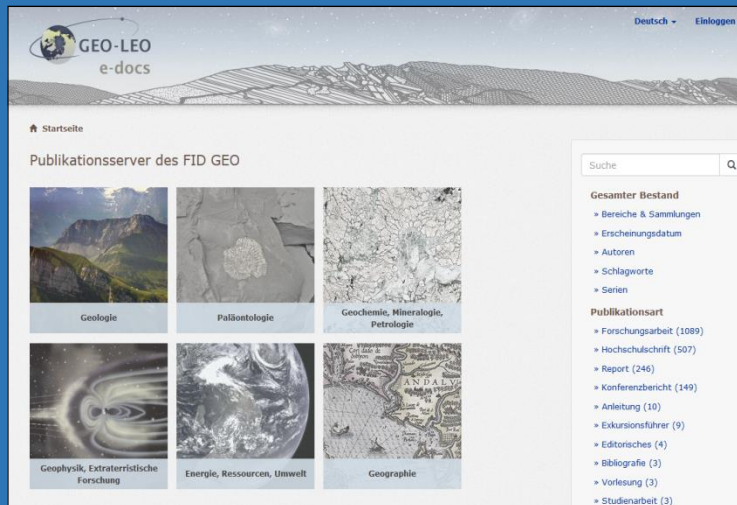 Deutsch
Einloggen
GEO-LEO
e-docs
Startseite
Publikationsserver des FID GEO
Geologie
Paläontologie
Geochemie, Mineralogie,
Petrologie
ANDALV
Geophysik, Extraterristische
Forschung
Energie, Ressourcen, Umwelt
Geographie
Suche
Gesamter Bestand
» Bereiche & Sammlungen
» Erscheinungsdatum
» Autoren
» Schlagworte
» Serien
Publikationsart
» Forschungsarbeit (1089)
» Hochschulschrift (507)
» Report (246)
» Konferenzbericht (149)
» Anleitung (10)
» Exkursionsführer (9)
» Editorisches (4)
» Bibliografie (3)
» Vorlesung (3)
» Studienarbeit (3)